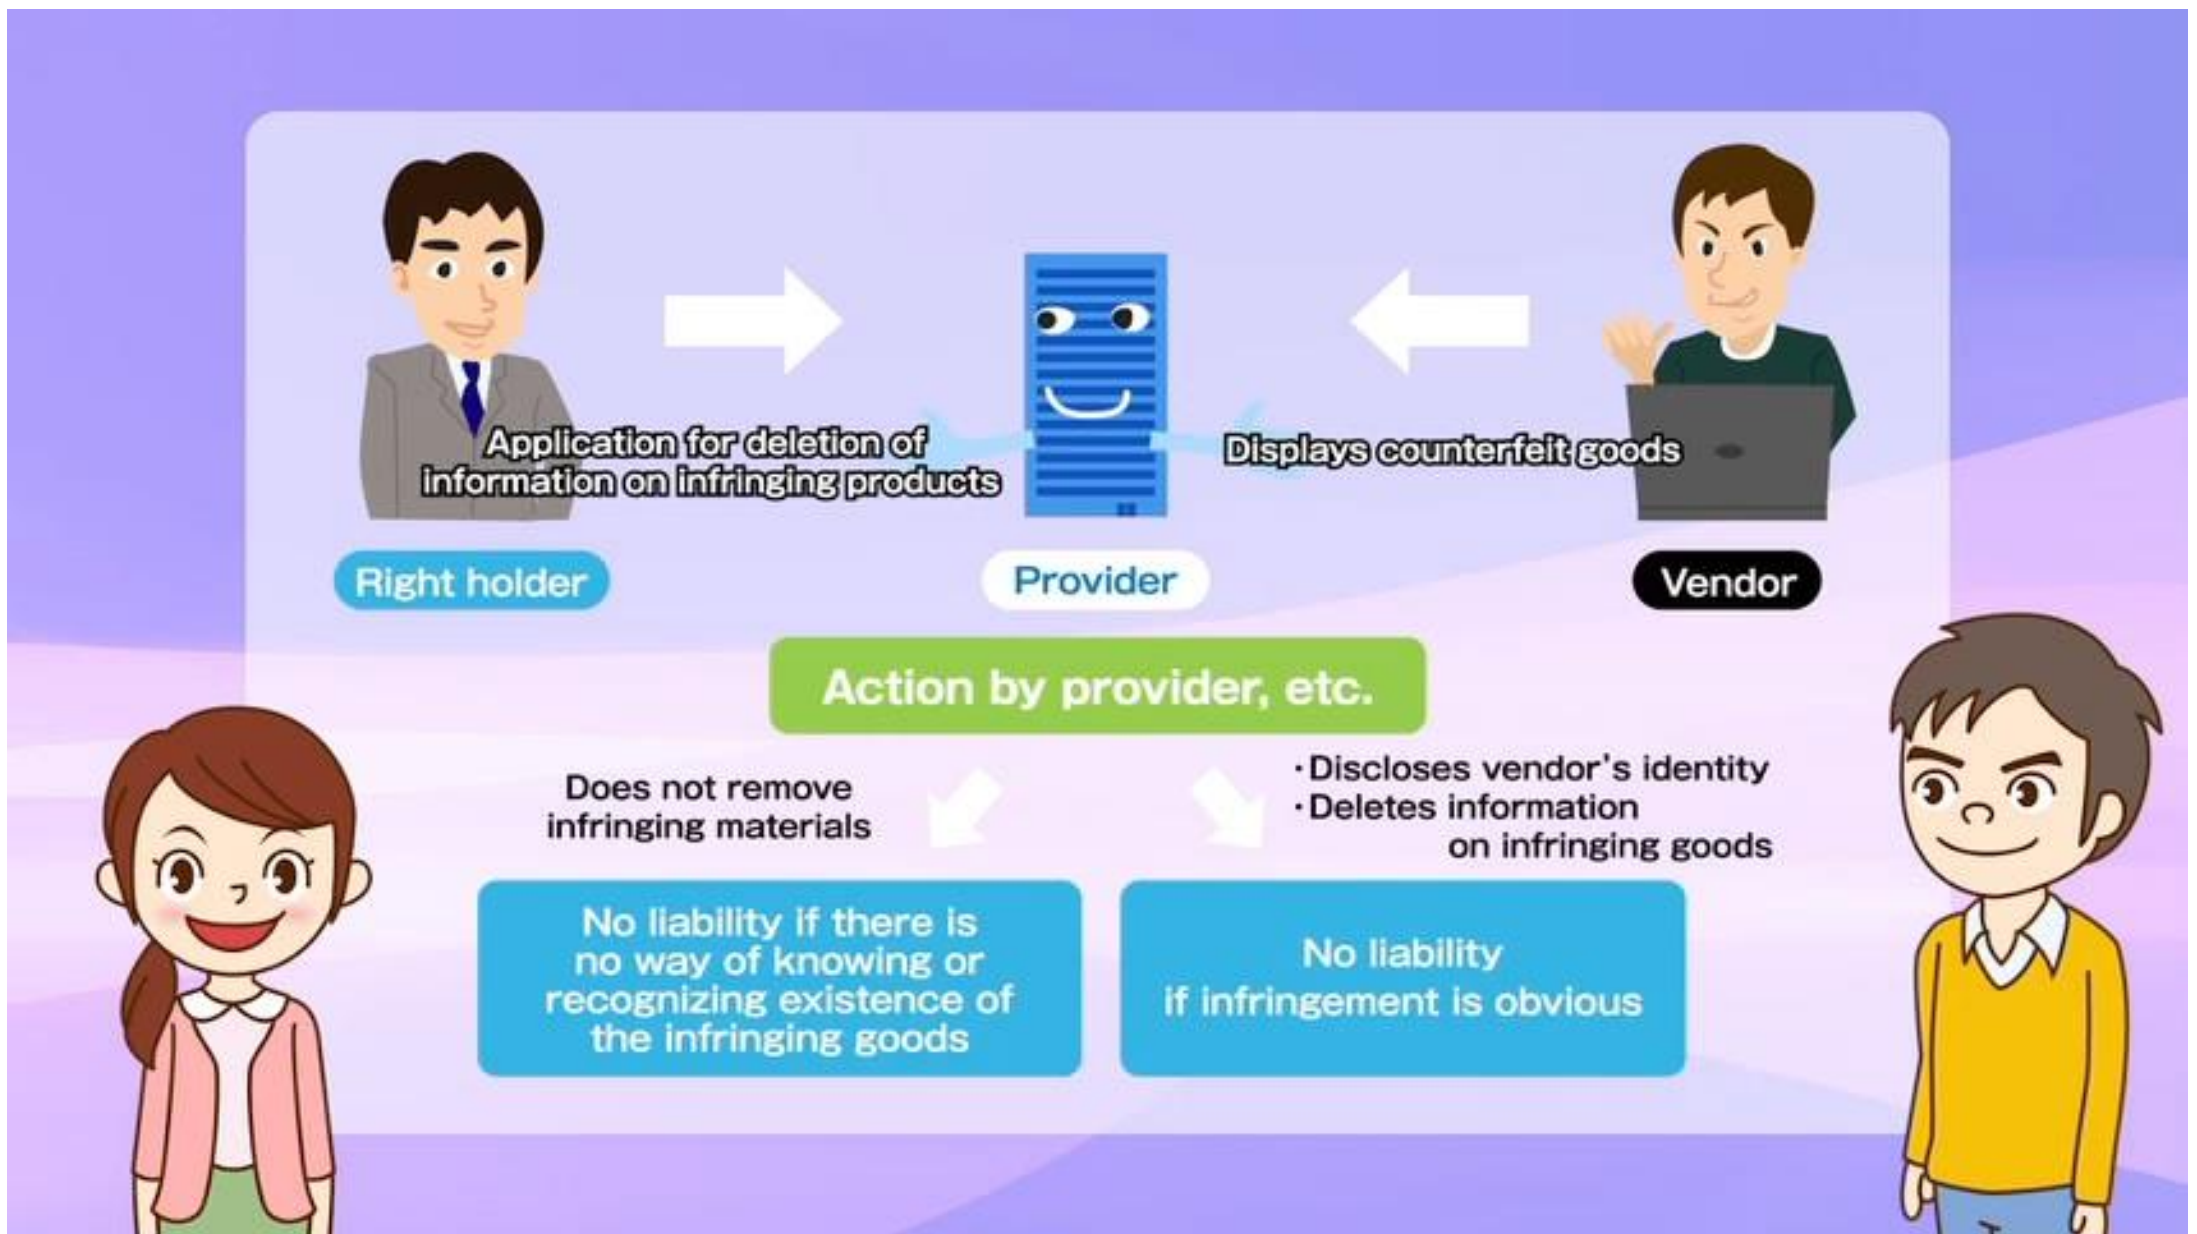 Application for deletion of
information on infringing products
Displays counterfeit goods
Right holder
Provider
Vendor
Action by provider, etc.
Does not remove
infringing materials
・Discloses vendor's identity
・Deletes information
on infringing goods
No liability if there is
no way of knowing or
recognizing existence of
the infringing goods
No liability
if infringement is obvious